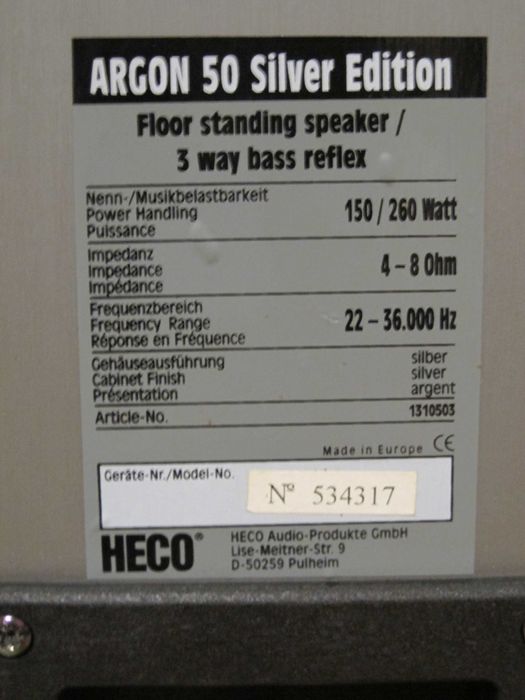 ARGON 50 Silver Edition
Floor standing speaker /
3 way bass reflex
Nenn-/Musikbelastbarkeit
Power Handling
Puissance
150 / 260 Watt
Impedanz
Impedance
Impédance
4 – 8 Ohm
Frequenzbereich
Frequency Range
Réponse en Fréquence
22 – 36.000 Hz
Gehäuseausführung
Cabinet Finish
Présentation
silber
silver
argent
Article-No.
1310503
Made in Europe CE
Geräte-Nr./Model-No.
Nº 534317
HECO®
HECO Audio-Produkte GmbH
Lise-Meitner-Str. 9
D-50259 Pulheim